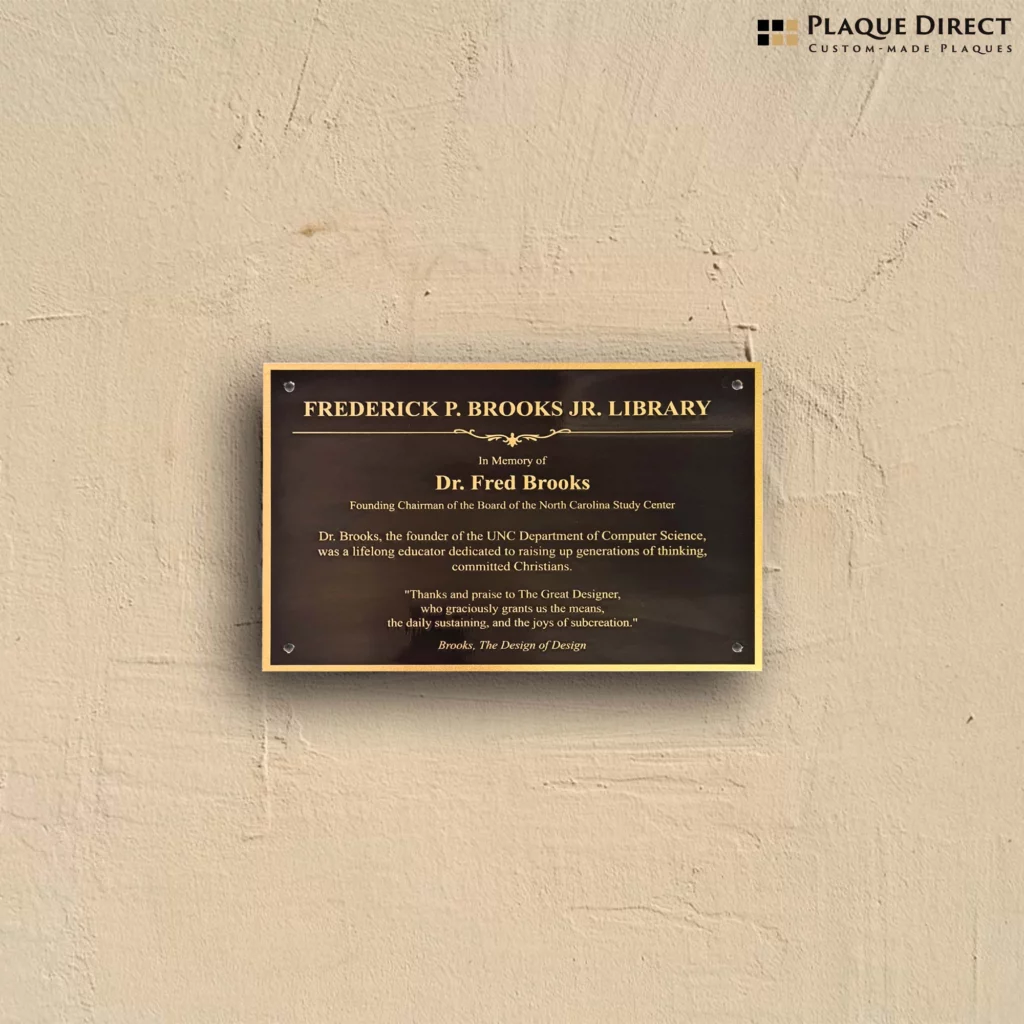 PLAQUE DIRECT
CUSTOM-MADE PLAQUES
FREDERICK P. BROOKS JR. LIBRARY
In Memory of
Dr. Fred Brooks
Founding Chairman of the Board of the North Carolina Study Center
Dr. Brooks, the founder of the UNC Department of Computer Science,
was a lifelong educator dedicated to raising up generations of thinking,
committed Christians.
"Thanks and praise to The Great Designer,
who graciously grants us the means,
the daily sustaining, and the joys of subcreation."
Brooks, The Design of Design